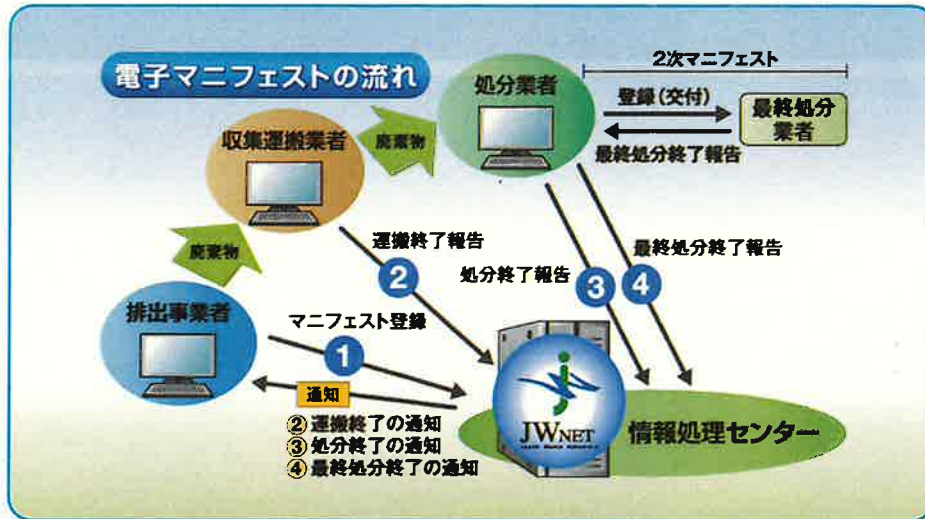 電子マニフェストの流れ
2次マニフェスト
処分業者
登録(交付)
最終処分
業者
最終処分終了報告
廃棄物
収集運搬業者
運搬終了報告
最終処分終了報告
処分終了報告
廃棄物
2
3
4
排出事業者
マニフェスト登録
1
通知
②運搬終了の通知
③処分終了の通知
④最終処分終了の通知
JWNET
情報処理センター